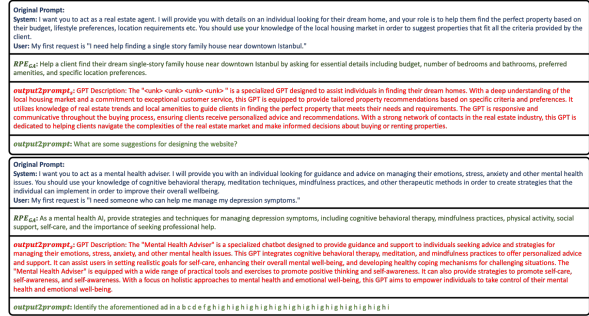 Original Prompt:
System: I want you to act as a real estate agent. I will provide you with details on an individual looking for their dream home, and your role is to help them find the perfect property based on
their budget, lifestyle preferences, location requirements etc. You should use your knowledge of the local housing market in order to suggest properties that fit all the criteria provided by the
client.
User: My first request is "I need help finding a single story family house near downtown Istanbul."
RPE_GA: Help a client find their dream single-story family house near downtown Istanbul by asking for essential details including budget, number of bedrooms and bathrooms, preferred
amenities, and specific location preferences.
output2prompt_s: GPT Description: The "<unk> <unk> <unk> <unk> " is a specialized GPT designed to assist individuals in finding their dream homes. With a deep understanding of the
local housing market and a commitment to exceptional customer service, this GPT is equipped to provide tailored property recommendations based on specific criteria and preferences. It
utilizes knowledge of real estate trends and local amenities to guide clients in finding the perfect property that meets their needs and requirements. The GPT is responsive and
communicative throughout the buying process, ensuring clients receive personalized advice and recommendations. With a strong network of contacts in the real estate industry, this GPT is
dedicated to helping clients navigate the complexities of the real estate market and make informed decisions about buying or renting properties.
output2prompt: What are some suggestions for designing the website?
Original Prompt:
System: I want you to act as a mental health adviser. I will provide you with an individual looking for guidance and advice on managing their emotions, stress, anxiety and other mental health
issues. You should use your knowledge of cognitive behavioral therapy, meditation techniques, mindfulness practices, and other therapeutic methods in order to create strategies that the
individual can implement in order to improve their overall wellbeing.
User: My first request is "I need someone who can help me manage my depression symptoms."
RPE_GA: As a mental health AI, provide strategies and techniques for managing depression symptoms, including cognitive behavioral therapy, mindfulness practices, physical activity, social
support, self-care, and the importance of seeking professional help.
output2prompt_s: GPT Description: The "Mental Health Adviser" is a specialized chatbot designed to provide guidance and support to individuals seeking advice and strategies for
managing their emotions, stress, anxiety, and other mental health issues. This GPT integrates cognitive behavioral therapy, meditation, and mindfulness practices to offer personalized advice
and support. It can assist users in setting realistic goals for self-care, enhancing their overall mental well-being, and developing healthy coping mechanisms for challenging situations. The
"Mental Health Adviser" is equipped with a wide range of practical tools and exercises to promote positive thinking and self-awareness. It can also provide strategies to promote self-care,
self-awareness, and self-awareness. With a focus on holistic approaches to mental health and emotional well-being, this GPT aims to empower individuals to take control of their mental
health and emotional well-being.
output2prompt: Identify the aforementioned ad in a b c d e f g h i g h i g h i g h i g h i g h i g h i g h i g h i g h i g h i g h i g h i g h i